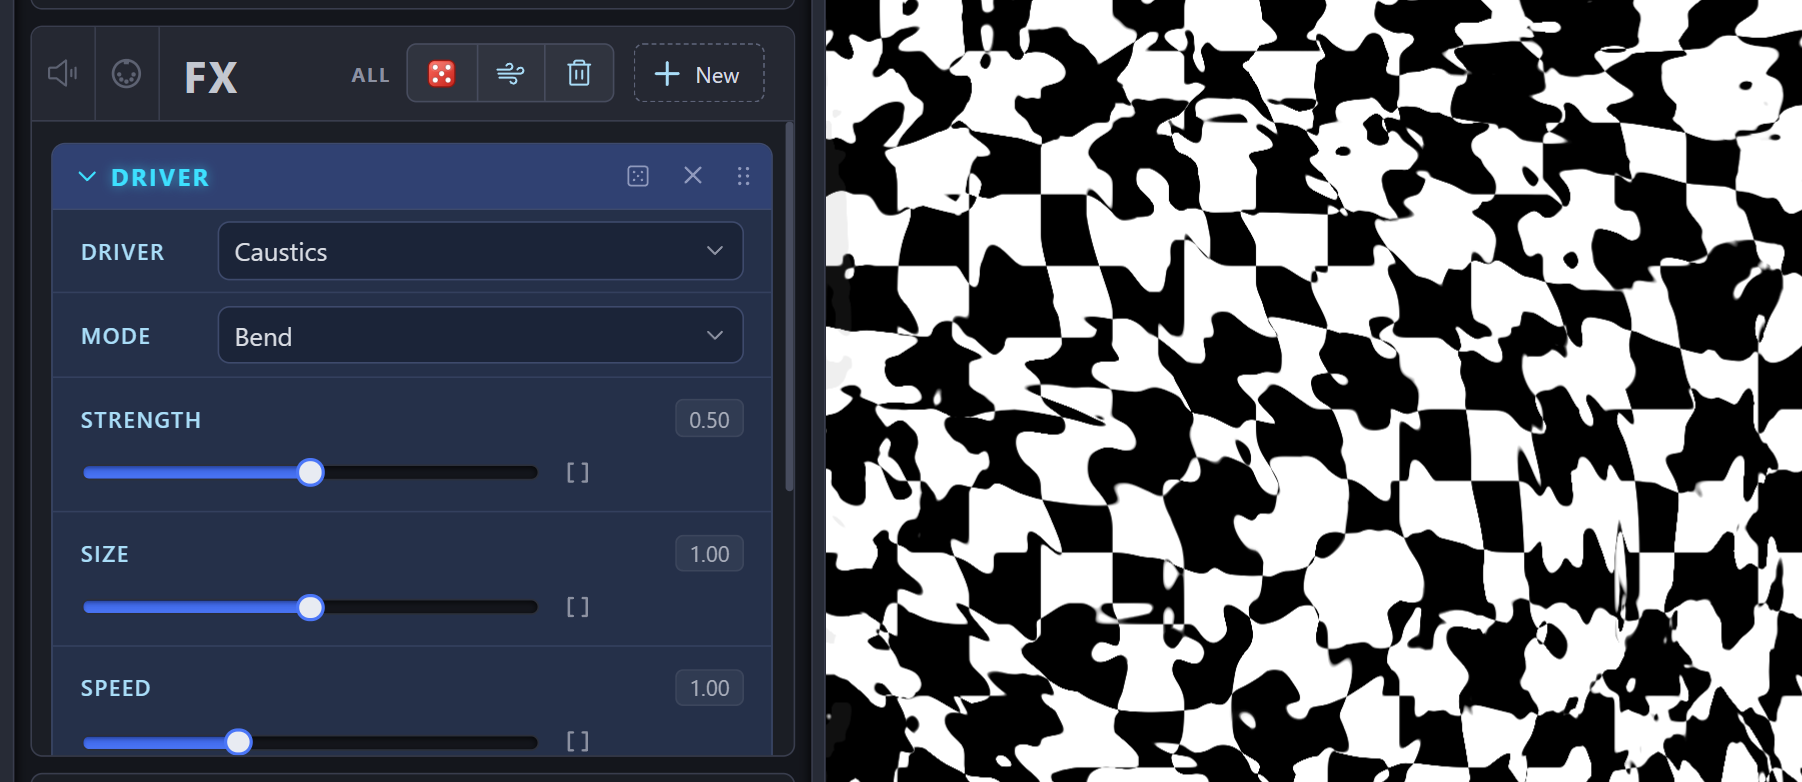 FX ALL New
DRIVER
DRIVER Caustics
MODE Bend
STRENGTH 0.50
[ ]
SIZE 1.00
[ ]
SPEED 1.00
[ ]